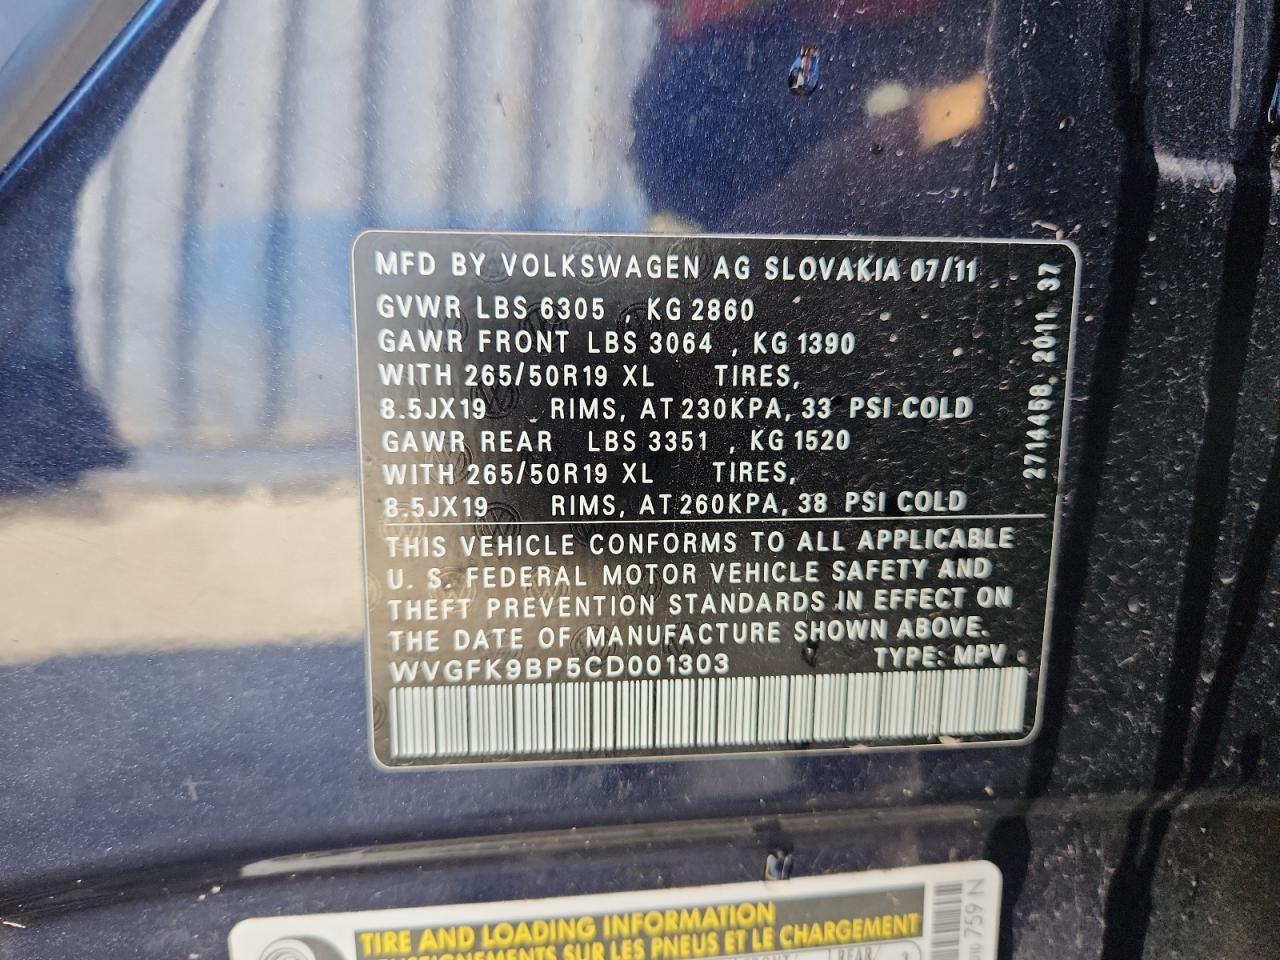 MFD BY VOLKSWAGEN AG SLOVAKIA 07/11
GVWR LBS 6305 , KG 2860
GAWR FRONT LBS 3064 , KG 1390
WITH 265/50R19 XL TIRES,
8.5JX19 RIMS, AT 230KPA, 33 PSI COLD
GAWR REAR LBS 3351 , KG 1520
WITH 265/50R19 XL TIRES,
8.5JX19 RIMS, AT 260KPA, 38 PSI COLD
THIS VEHICLE CONFORMS TO ALL APPLICABLE
U. S. FEDERAL MOTOR VEHICLE SAFETY AND
THEFT PREVENTION STANDARDS IN EFFECT ON
THE DATE OF MANUFACTURE SHOWN ABOVE.
WVGFK9BP5CD001303 TYPE: MPV
2714458. 2011. 37
TIRE AND LOADING INFORMATION
RENSEIGNEMENTS SUR LES PNEUS ET LE CHARGEMENT
759 N